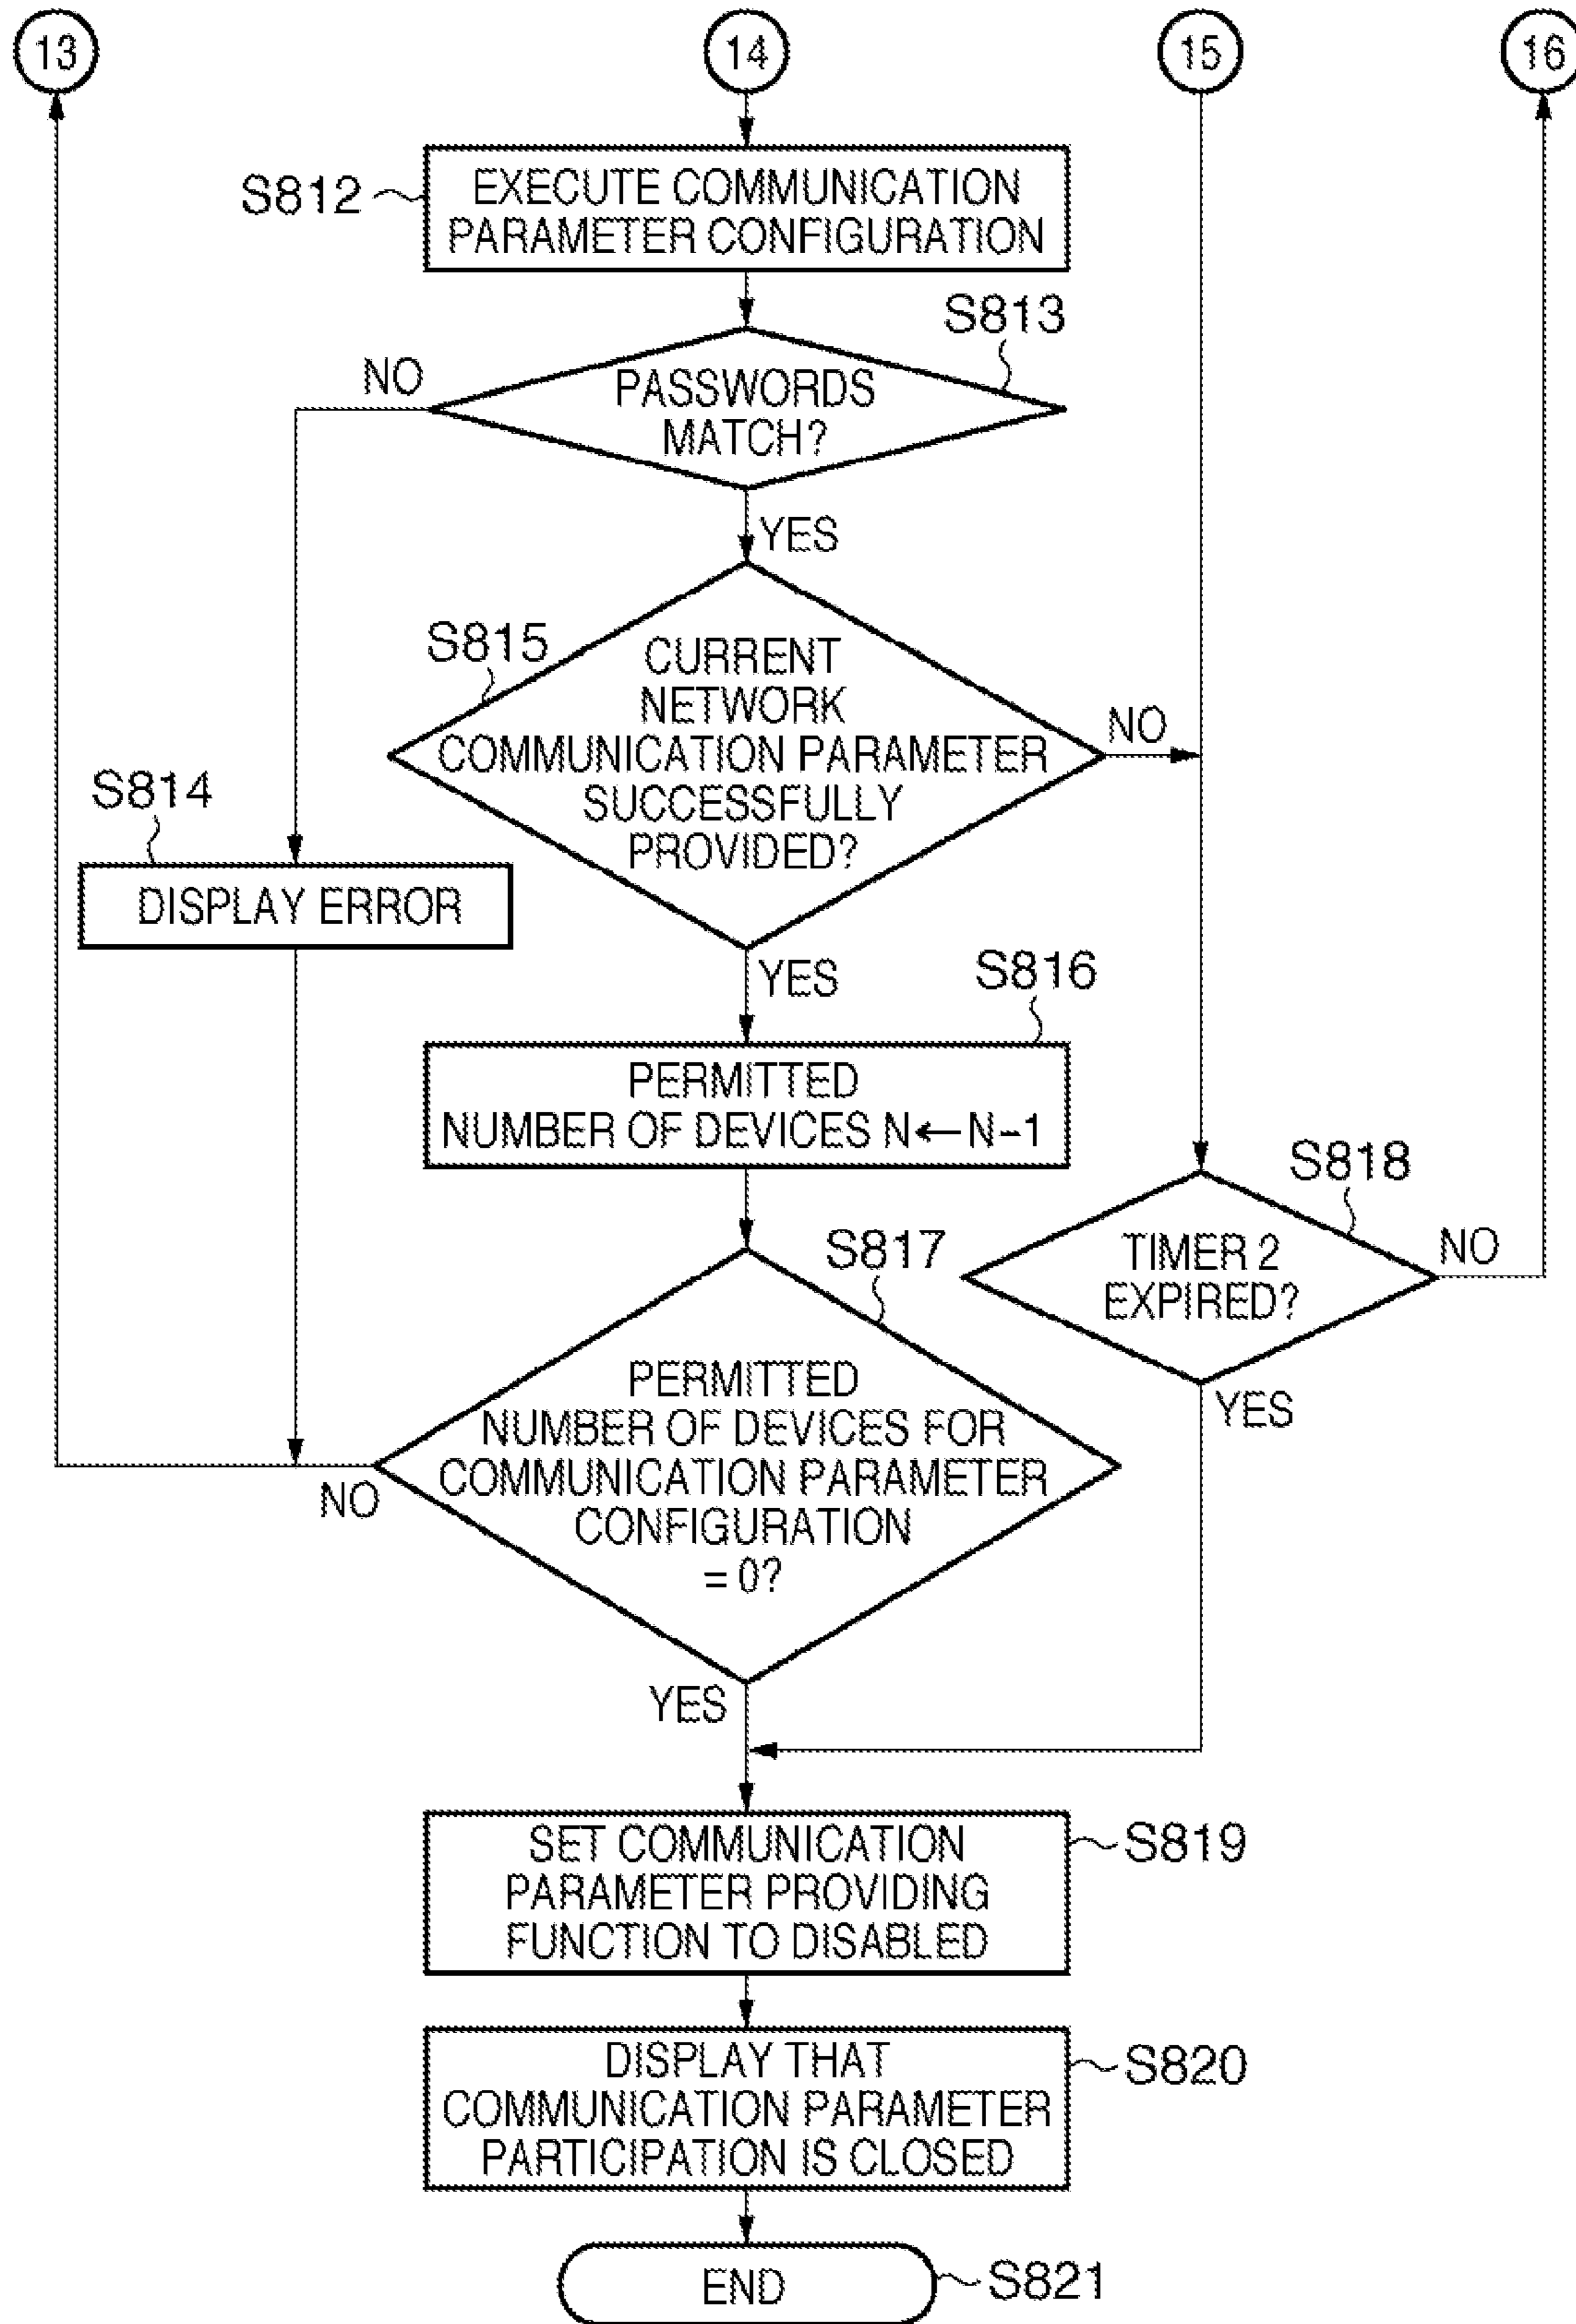 13
14
15
16
S812
EXECUTE COMMUNICATION
PARAMETER CONFIGURATION
S813
NO
PASSWORDS
MATCH?
YES
S815
CURRENT
NETWORK
COMMUNICATION PARAMETER
SUCCESSFULLY
PROVIDED?
NO
S814
DISPLAY ERROR
YES
S816
PERMITTED
NUMBER OF DEVICES N←N-1
S818
TIMER 2
EXPIRED?
NO
YES
S817
PERMITTED
NUMBER OF DEVICES FOR
COMMUNICATION PARAMETER
CONFIGURATION
= 0?
NO
YES
SET COMMUNICATION
PARAMETER PROVIDING
FUNCTION TO DISABLED
S819
DISPLAY THAT
COMMUNICATION PARAMETER
PARTICIPATION IS CLOSED
S820
END
S821